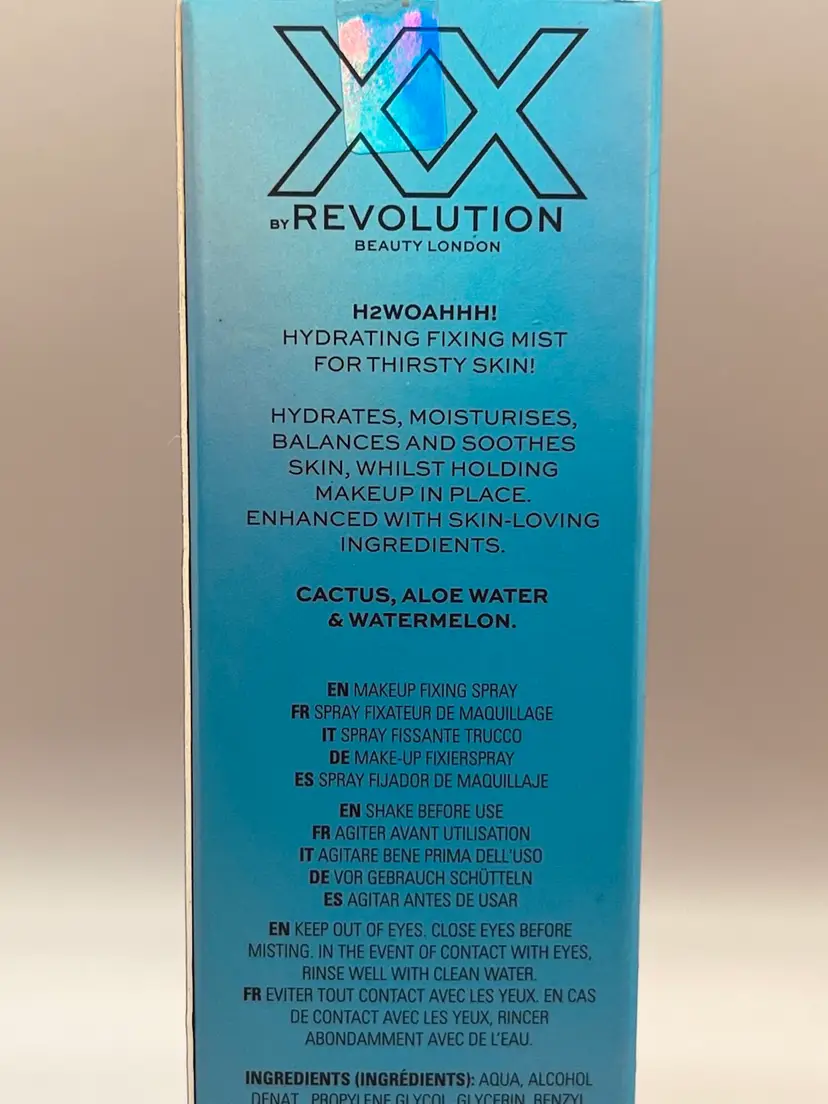 XX
BY REVOLUTION
BEAUTY LONDON
H2WOAHHH!
HYDRATING FIXING MIST
FOR THIRSTY SKIN!
HYDRATES, MOISTURISES,
BALANCES AND SOOTHES
SKIN, WHILST HOLDING
MAKEUP IN PLACE.
ENHANCED WITH SKIN-LOVING
INGREDIENTS.
CACTUS, ALOE WATER
& WATERMELON.
EN MAKEUP FIXING SPRAY
FR SPRAY FIXATEUR DE MAQUILLAGE
IT SPRAY FISSANTE TRUCCO
DE MAKE-UP FIXIERSPRAY
ES SPRAY FIJADOR DE MAQUILLAJE
EN SHAKE BEFORE USE
FR AGITER AVANT UTILISATION
IT AGITARE BENE PRIMA DELL'USO
DE VOR GEBRAUCH SCHÜTTELN
ES AGITAR ANTES DE USAR
EN KEEP OUT OF EYES. CLOSE EYES BEFORE
MISTING. IN THE EVENT OF CONTACT WITH EYES,
RINSE WELL WITH CLEAN WATER.
FR EVITER TOUT CONTACT AVEC LES YEUX. EN CAS
DE CONTACT AVEC LES YEUX, RINCER
ABONDAMMENT AVEC DE L'EAU.
INGREDIENTS (INGRÉDIENTS): AQUA, ALCOHOL
DENAT., PROPYLENE GLYCOL, GLYCERIN, BENZYL